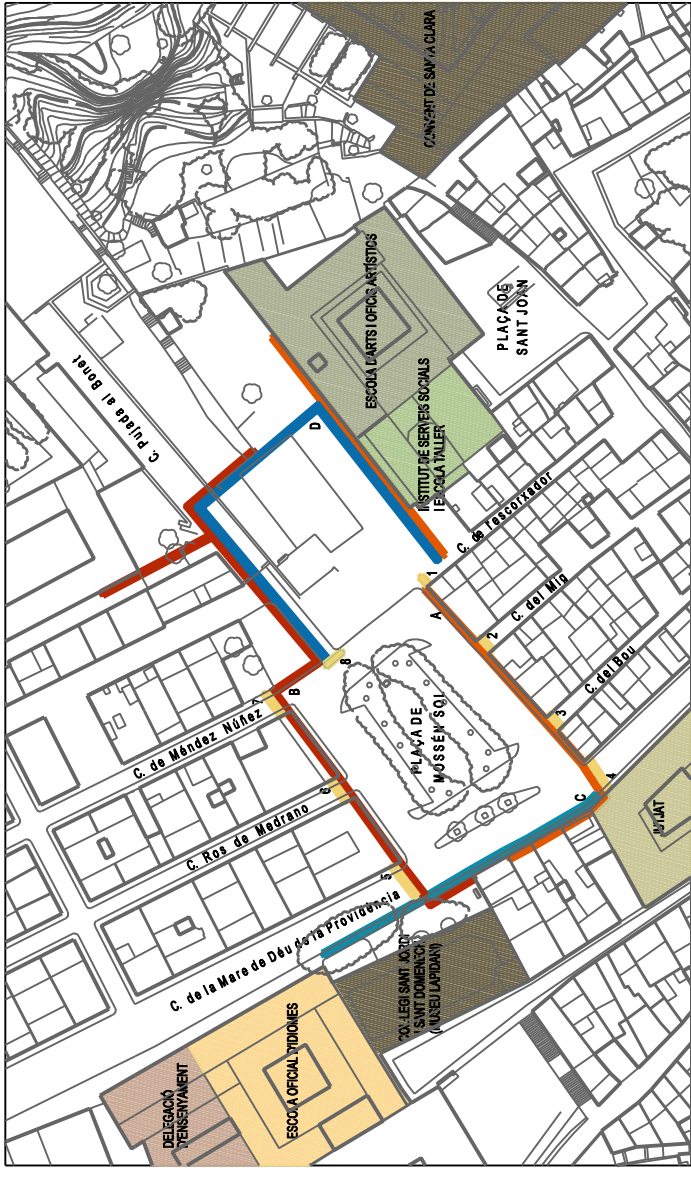 CONVENT DE SANTA CLARA
ESCOLA D'ARTS I OFICIS ARTÍSTICS
PLAÇA DE
SANT JOAN
INSTITUT DE SERVEIS SOCIALS
I ESCOLA TALLER
C. Pujada al Bonet
D
C. de l'escorxador
1
A
C. del Mig
2
C. del Bou
3
4
C
JUTJAT
8
B
7
C. de Méndez Núñez
PLAÇA DE
MOSSÈN SOL
6
C. Ros de Medrano
5
C. de la Mare de Déu de la Providència
COL·LEGI SANT JORDI
I SANT DOMÈNEC
(MUSEU LAPIDARI)
ESCOLA OFICIAL D'IDIOMES
DELEGACIÓ
D'ENSENYAMENT